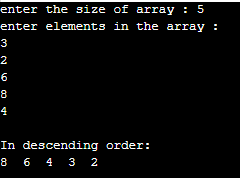 enter the size of array : 5
enter elements in the array :
3
2
6
8
4
In descending order:
8  6  4  3  2